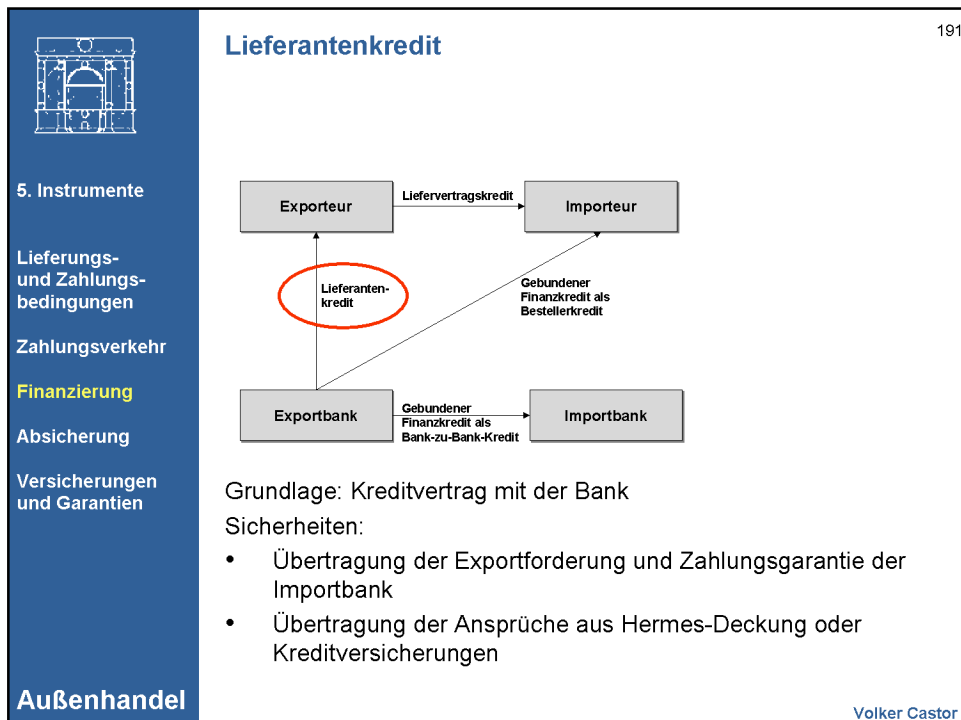 191
Lieferantenkredit
5. Instrumente
Lieferungs-
und Zahlungs-
bedingungen
Zahlungsverkehr
Finanzierung
Absicherung
Versicherungen
und Garantien
Außenhandel
Exporteur
Liefervertragskredit
Importeur
Lieferanten-
kredit
Gebundener
Finanzkredit als
Bestellerkredit
Exportbank
Gebundener
Finanzkredit als
Bank-zu-Bank-Kredit
Importbank
Grundlage: Kreditvertrag mit der Bank
Sicherheiten:
• Übertragung der Exportforderung und Zahlungsgarantie der
Importbank
• Übertragung der Ansprüche aus Hermes-Deckung oder
Kreditversicherungen
Volker Castor